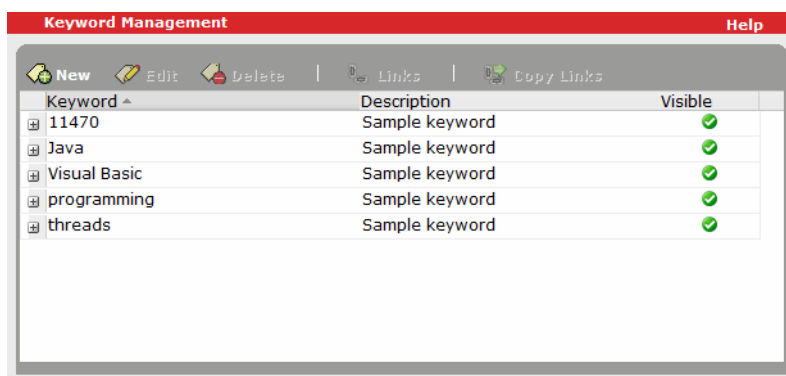 Keyword Management Help
New Edit Delete | Links | Copy Links
Keyword Description Visible
11470 Sample keyword
Java Sample keyword
Visual Basic Sample keyword
programming Sample keyword
threads Sample keyword